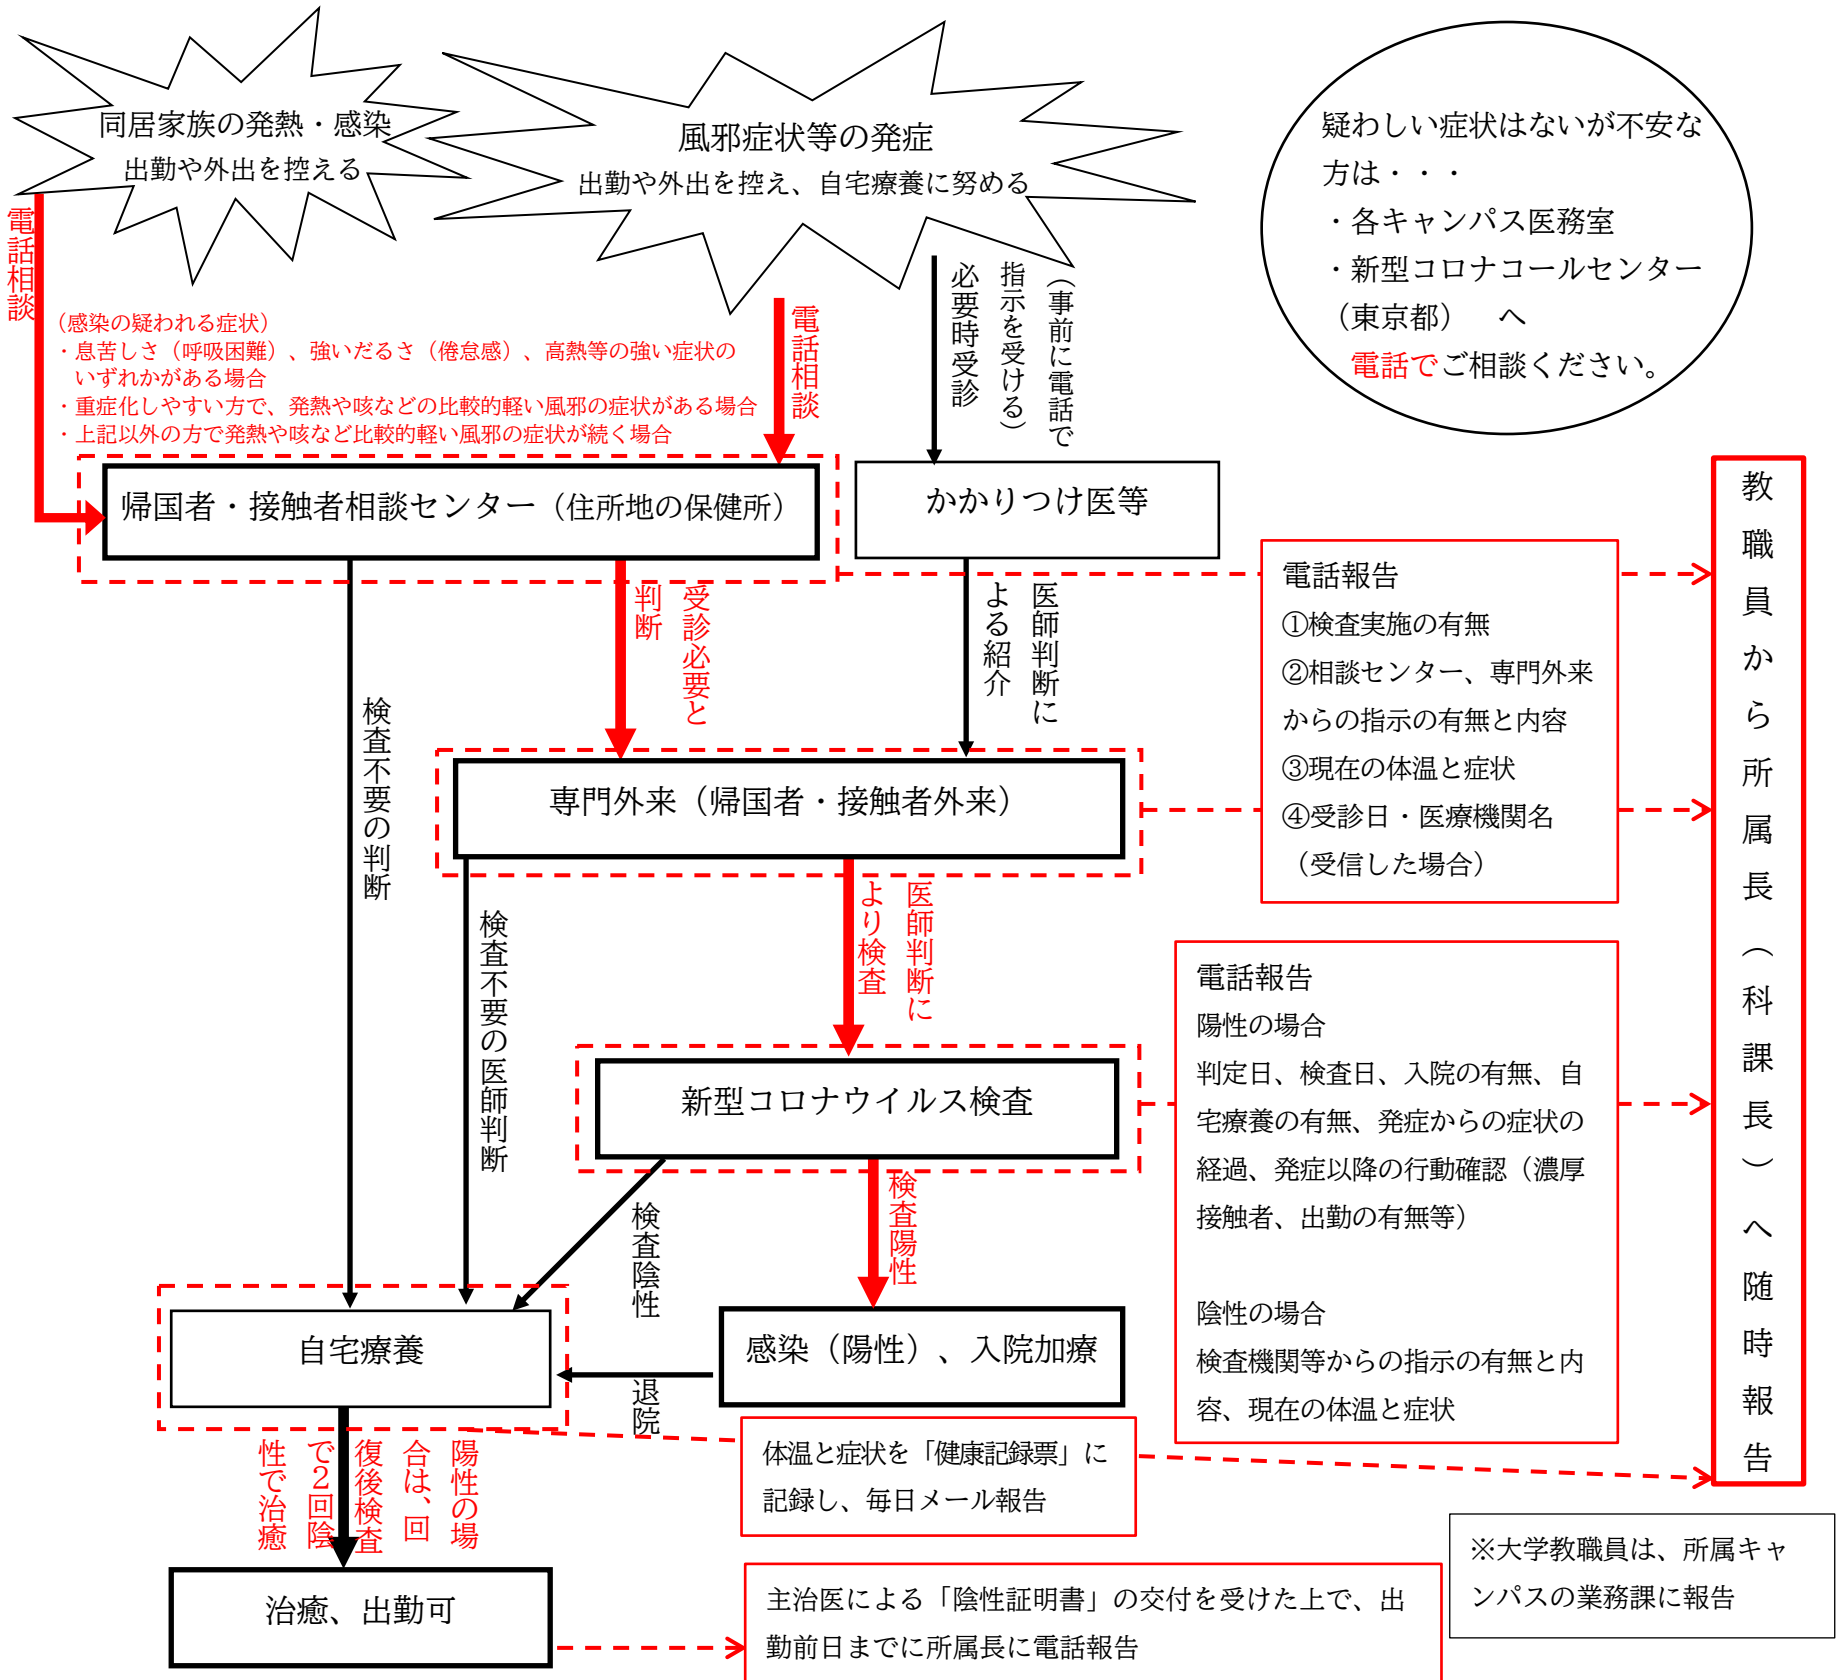 同居家族の発熱・感染
出勤や外出を控える
風邪症状等の発症
出勤や外出を控え、自宅療養に努める
疑わしい症状はないが不安な
方は・・・
・各キャンパス医務室
・新型コロナコールセンター
（東京都）　へ
電話でご相談ください。
電話相談
（感染の疑われる症状）
・息苦しさ（呼吸困難）、強いだるさ（倦怠感）、高熱等の強い症状の
いずれかがある場合
・重症化しやすい方で、発熱や咳などの比較的軽い風邪の症状がある場合
・上記以外の方で発熱や咳など比較的軽い風邪の症状が続く場合
電話相談
（事前に電話で
指示を受ける）
必要時受診
帰国者・接触者相談センター（住所地の保健所）
かかりつけ医等
受診必要と
判断
医師判断に
よる紹介
検査不要の判断
電話報告
①検査実施の有無
②相談センター、専門外来
からの指示の有無と内容
③現在の体温と症状
④受診日・医療機関名
（受信した場合）
教職員から所属長（科課長）へ随時報告
専門外来（帰国者・接触者外来）
検査不要の医師判断
医師判断に
より検査
新型コロナウイルス検査
電話報告
陽性の場合
判定日、検査日、入院の有無、自
宅療養の有無、発症からの症状の
経過、発症以降の行動確認（濃厚
接触者、出勤の有無等）
陰性の場合
検査機関等からの指示の有無と内
容、現在の体温と症状
検査陰性
検査陽性
自宅療養
感染（陽性）、入院加療
退院
陽性の場
合は、回
復後検査
で２回陰
性で治癒
体温と症状を「健康記録票」に
記録し、毎日メール報告
治癒、出勤可
主治医による「陰性証明書」の交付を受けた上で、出
勤前日までに所属長に電話報告
※大学教職員は、所属キャ
ンパスの業務課に報告